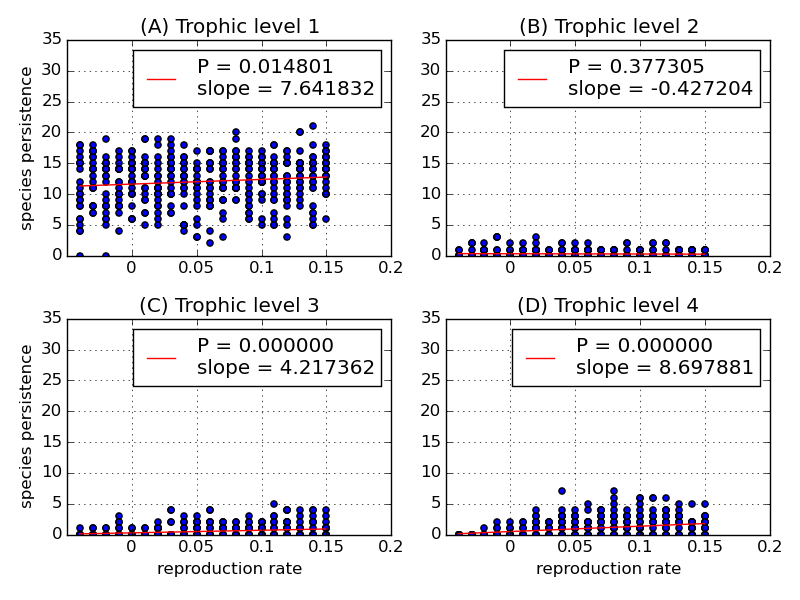 (A) Trophic level 1
P = 0.014801
slope = 7.641832
species persistence
35
30
25
20
15
10
5
0
0 0.05 0.1 0.15 0.2
(B) Trophic level 2
P = 0.377305
slope = -0.427204
35
30
25
20
15
10
5
0
0 0.05 0.1 0.15 0.2
(C) Trophic level 3
P = 0.000000
slope = 4.217362
species persistence
35
30
25
20
15
10
5
0
0 0.05 0.1 0.15 0.2
reproduction rate
(D) Trophic level 4
P = 0.000000
slope = 8.697881
35
30
25
20
15
10
5
0
0 0.05 0.1 0.15 0.2
reproduction rate